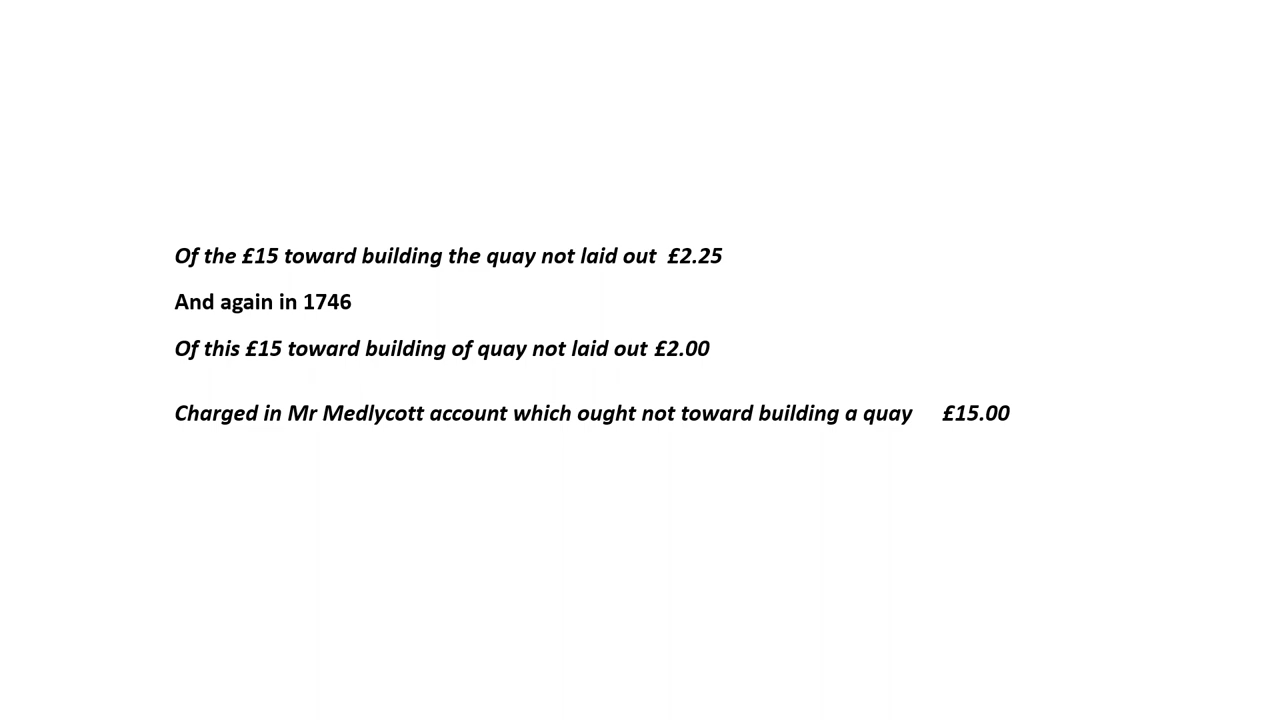 Of the £15 toward building the quay not laid out £2.25
And again in 1746
Of this £15 toward building of quay not laid out £2.00
Charged in Mr Medlycott account which ought not toward building a quay £15.00